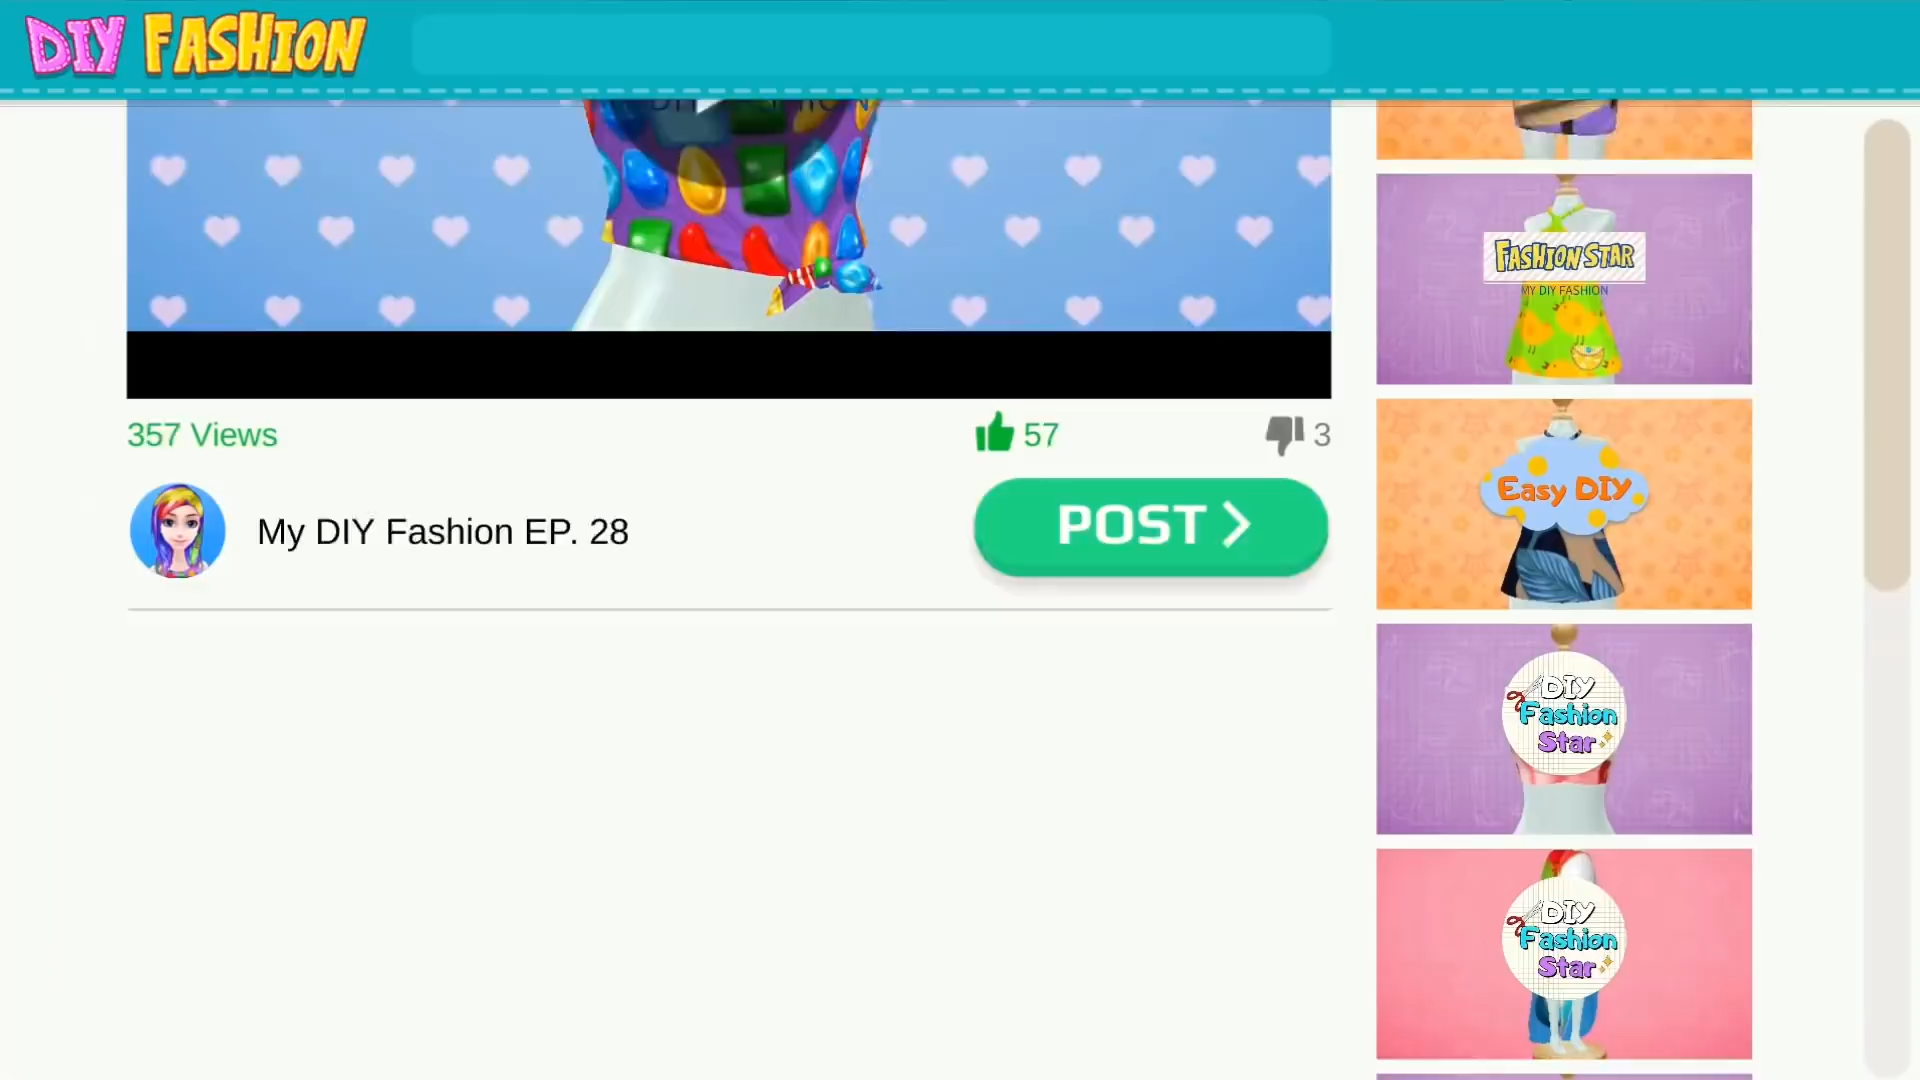 DIY FASHION
357 Views
57
3
My DIY Fashion EP. 28
POST
FASHION STAR
MY DIY FASHION
Easy DIY
DIY
Fashion
Star
DIY
Fashion
Star